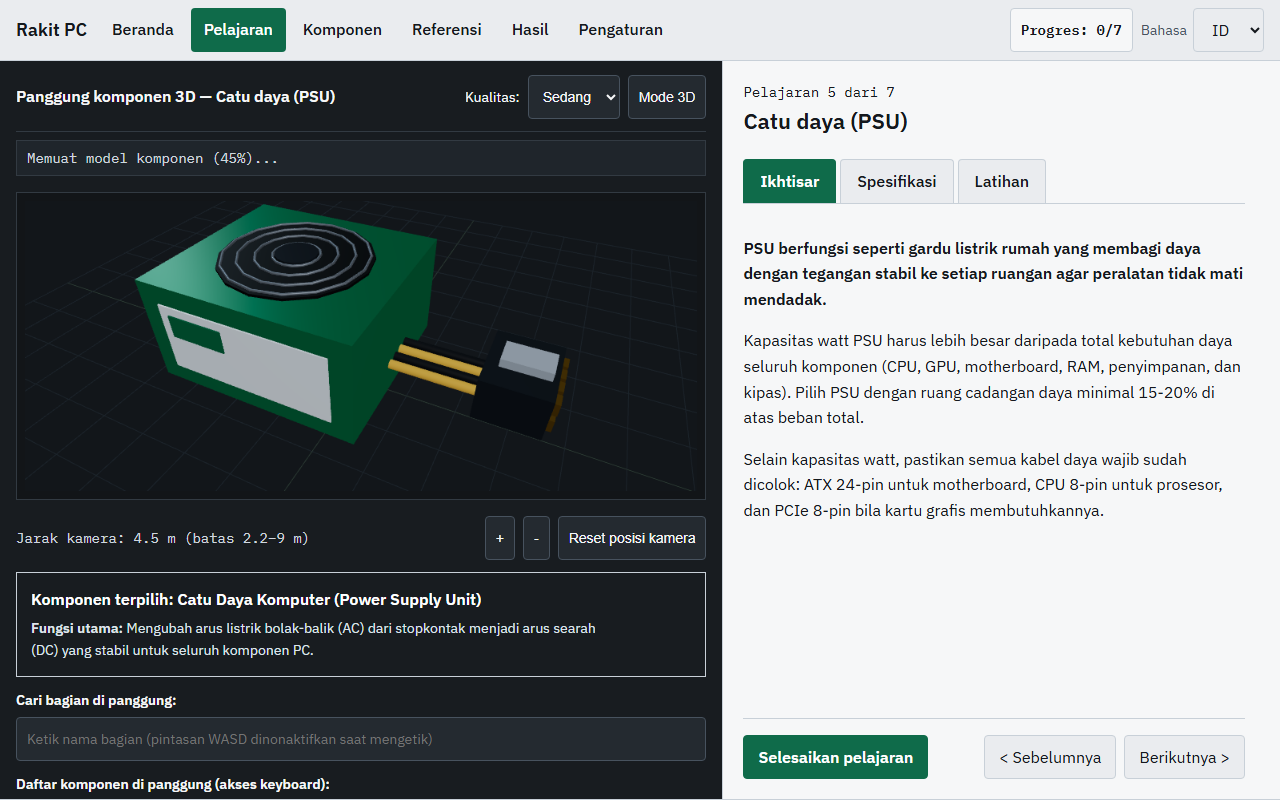 Rakit PC
Beranda
Pelajaran
Komponen
Referensi
Hasil
Pengaturan
Progres: 0/7
Bahasa
ID
Panggung komponen 3D — Catu daya (PSU)
Kualitas:
Sedang
Mode 3D
Memuat model komponen (45%)...
Jarak kamera: 4.5 m (batas 2.2–9 m)
+
-
Reset posisi kamera
Komponen terpilih: Catu Daya Komputer (Power Supply Unit)
Fungsi utama: Mengubah arus listrik bolak-balik (AC) dari stopkontak menjadi arus searah
(DC) yang stabil untuk seluruh komponen PC.
Cari bagian di panggung:
Ketik nama bagian (pintasan WASD dinonaktifkan saat mengetik)
Daftar komponen di panggung (akses keyboard):
Pelajaran 5 dari 7
Catu daya (PSU)
Ikhtisar
Spesifikasi
Latihan
PSU berfungsi seperti gardu listrik rumah yang membagi daya
dengan tegangan stabil ke setiap ruangan agar peralatan tidak mati
mendadak.
Kapasitas watt PSU harus lebih besar daripada total kebutuhan daya
seluruh komponen (CPU, GPU, motherboard, RAM, penyimpanan, dan
kipas). Pilih PSU dengan ruang cadangan daya minimal 15-20% di
atas beban total.
Selain kapasitas watt, pastikan semua kabel daya wajib sudah
dicolok: ATX 24-pin untuk motherboard, CPU 8-pin untuk prosesor,
dan PCIe 8-pin bila kartu grafis membutuhkannya.
Selesaikan pelajaran
< Sebelumnya
Berikutnya >